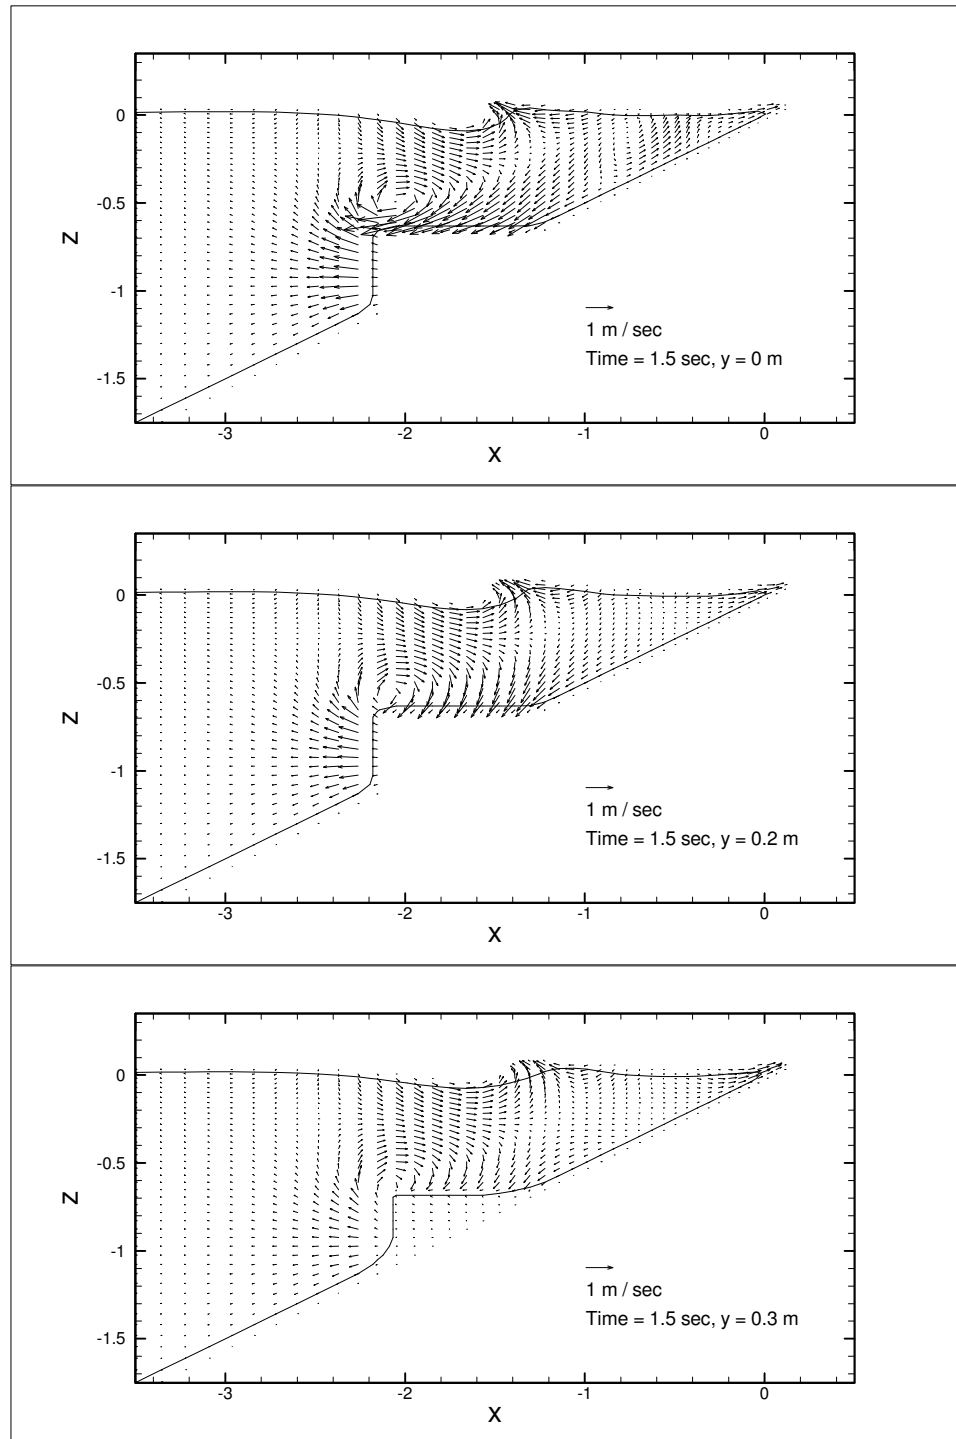 0
-0.5
Z
-1
1 m / sec
Time = 1.5 sec, y = 0 m
-1.5
-3 -2 -1 0
X
0
-0.5
Z
-1
1 m / sec
Time = 1.5 sec, y = 0.2 m
-1.5
-3 -2 -1 0
X
0
-0.5
Z
-1
1 m / sec
Time = 1.5 sec, y = 0.3 m
-1.5
-3 -2 -1 0
X